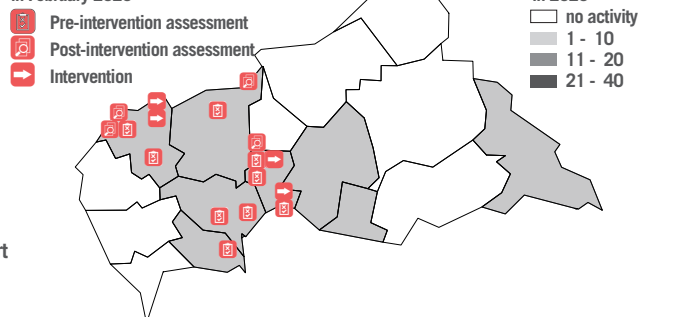 Pre-intervention assessment
Post-intervention assessment
Intervention
no activity
1 - 10
11 - 20
21 - 40